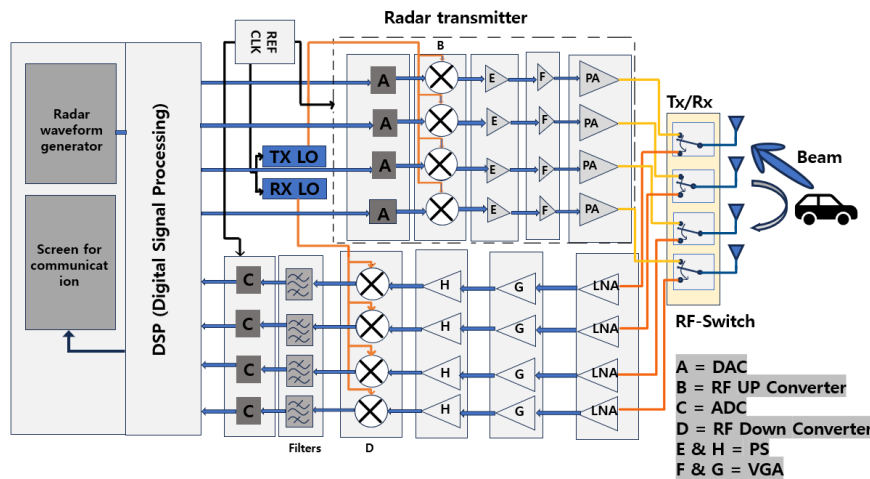 Radar transmitter
REF
CLK
B
Radar
waveform
generator
Screen for
communicat
ion
DSP (Digital Signal Processing)
TX LO
RX LO
A
E
F
PA
A
E
F
PA
A
E
F
PA
A
E
F
PA
Tx/Rx
Beam
RF-Switch
C
H
G
LNA
C
H
G
LNA
C
H
G
LNA
C
H
G
LNA
Filters
D
A = DAC
B = RF UP Converter
C = ADC
D = RF Down Converter
E & H = PS
F & G = VGA